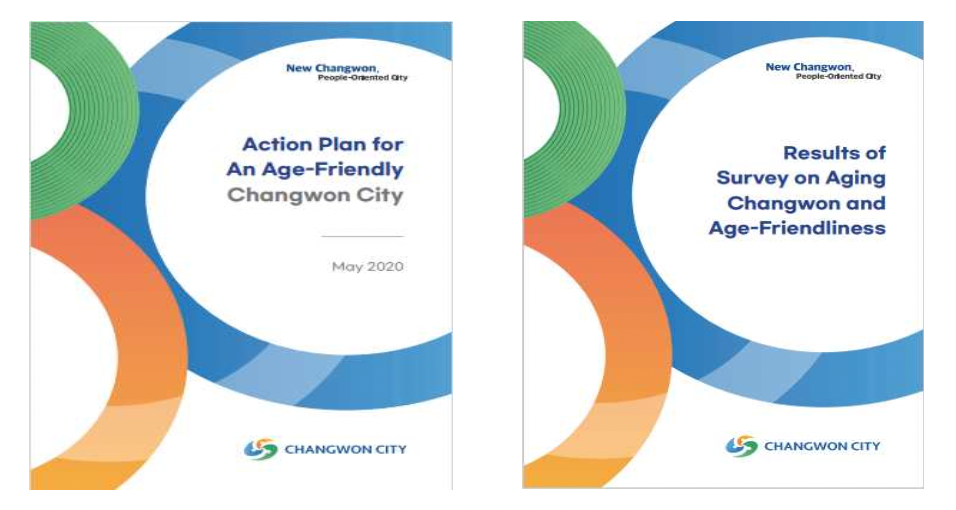 New Changwon,
People-Oriented City
Action Plan for
An Age-Friendly
Changwon City
May 2020
CHANGWON CITY
New Changwon,
People-Oriented City
Results of
Survey on Aging
Changwon and
Age-Friendliness
CHANGWON CITY